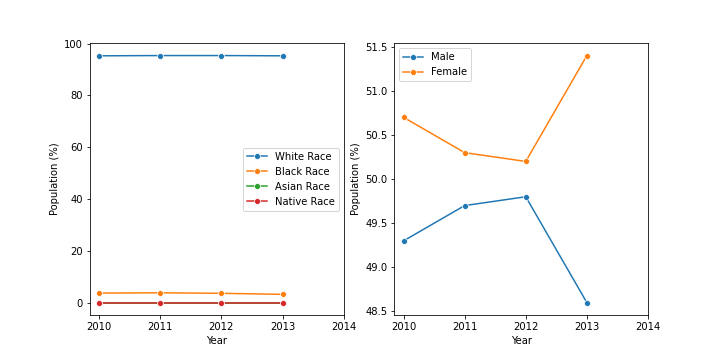 100
80
60
40
20
0
Population (%)
2010 2011 2012 2013 2014
Year
White Race
Black Race
Asian Race
Native Race
51.5
51.0
50.5
50.0
49.5
49.0
48.5
Population (%)
2010 2011 2012 2013 2014
Year
Male
Female